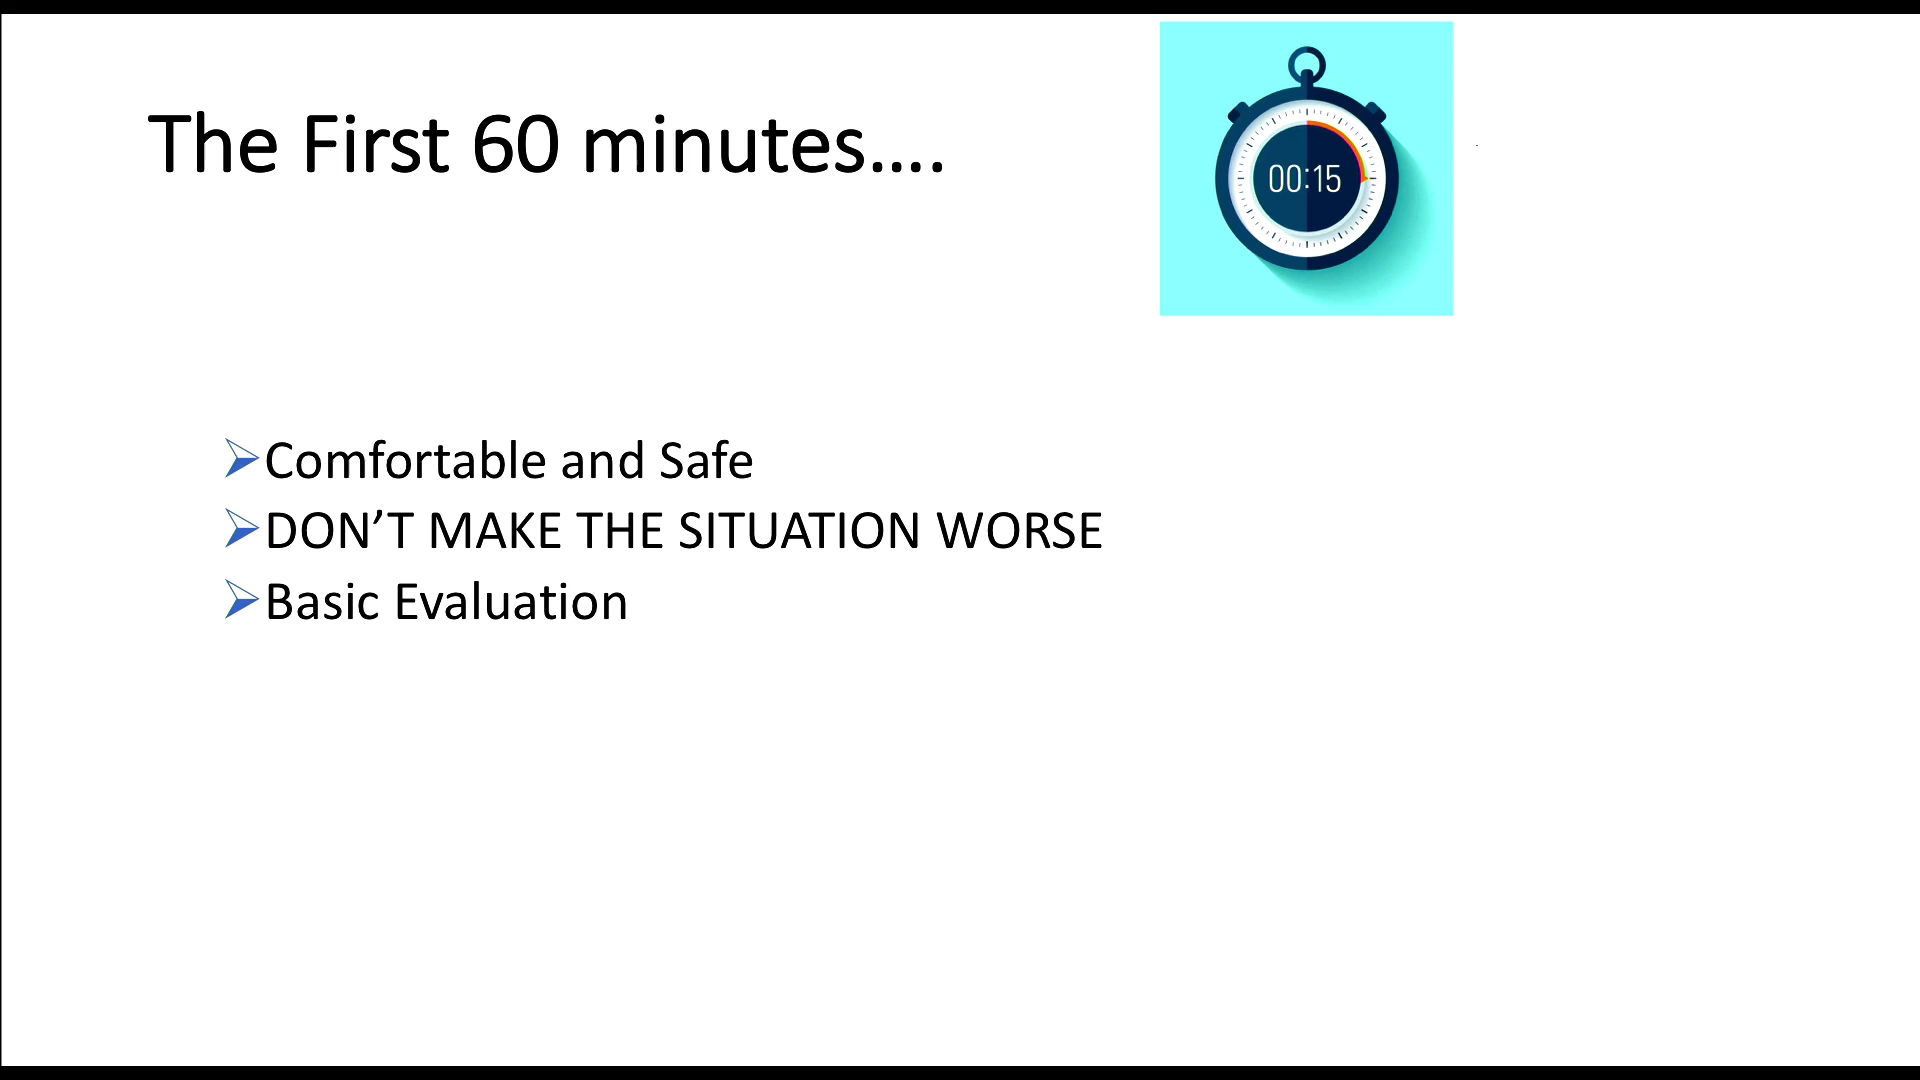 The First 60 minutes....
00:15
Comfortable and Safe
DON’T MAKE THE SITUATION WORSE
Basic Evaluation